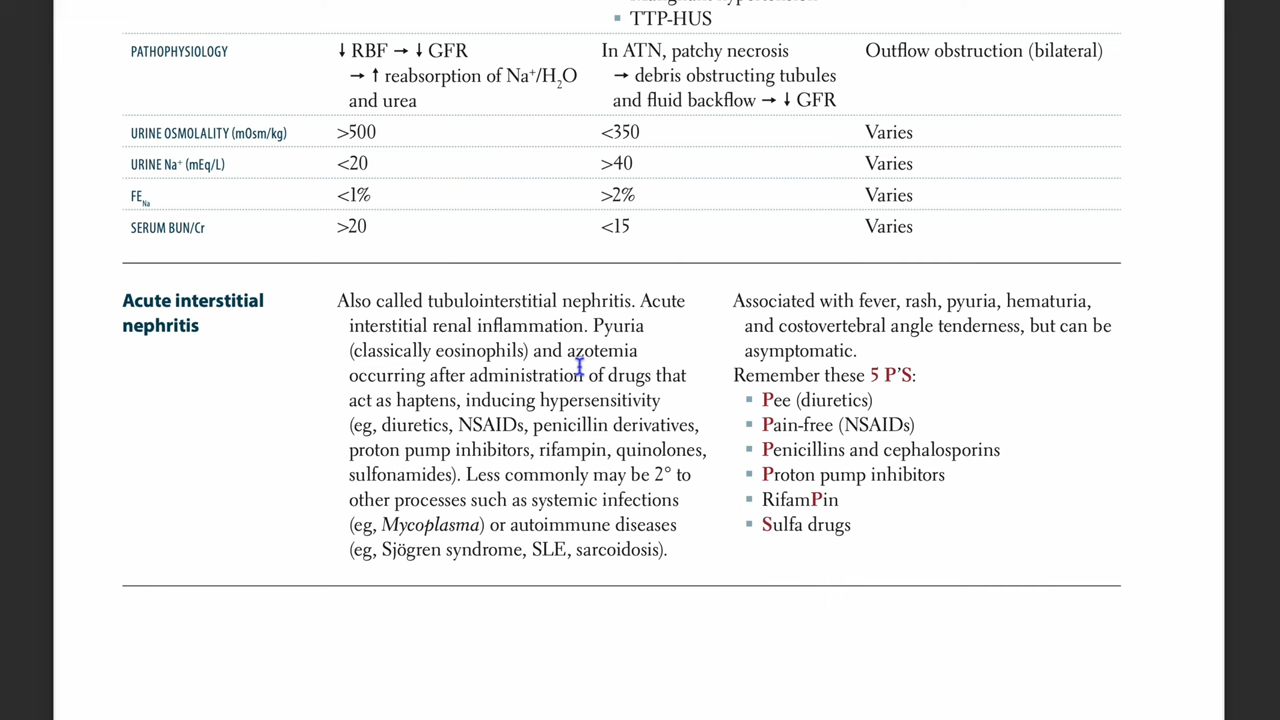 Malignant hypertension
▪ TTP-HUS
PATHOPHYSIOLOGY ↓ RBF → ↓ GFR In ATN, patchy necrosis Outflow obstruction (bilateral)
→ ↑ reabsorption of Na⁺/H₂O → debris obstructing tubules
and urea and fluid backflow → ↓ GFR
URINE OSMOLALITY (mOsm/kg) >500 <350 Varies
URINE Na⁺ (mEq/L) <20 >40 Varies
FENa <1% >2% Varies
SERUM BUN/Cr >20 <15 Varies
Acute interstitial
nephritis
Also called tubulointerstitial nephritis. Acute
interstitial renal inflammation. Pyuria
(classically eosinophils) and azotemia
occurring after administration of drugs that
act as haptens, inducing hypersensitivity
(eg, diuretics, NSAIDs, penicillin derivatives,
proton pump inhibitors, rifampin, quinolones,
sulfonamides). Less commonly may be 2° to
other processes such as systemic infections
(eg, Mycoplasma) or autoimmune diseases
(eg, Sjögren syndrome, SLE, sarcoidosis).
Associated with fever, rash, pyuria, hematuria,
and costovertebral angle tenderness, but can be
asymptomatic.
Remember these 5 P'S:
▪ Pee (diuretics)
▪ Pain-free (NSAIDs)
▪ Penicillins and cephalosporins
▪ Proton pump inhibitors
▪ RifamPin
▪ Sulfa drugs